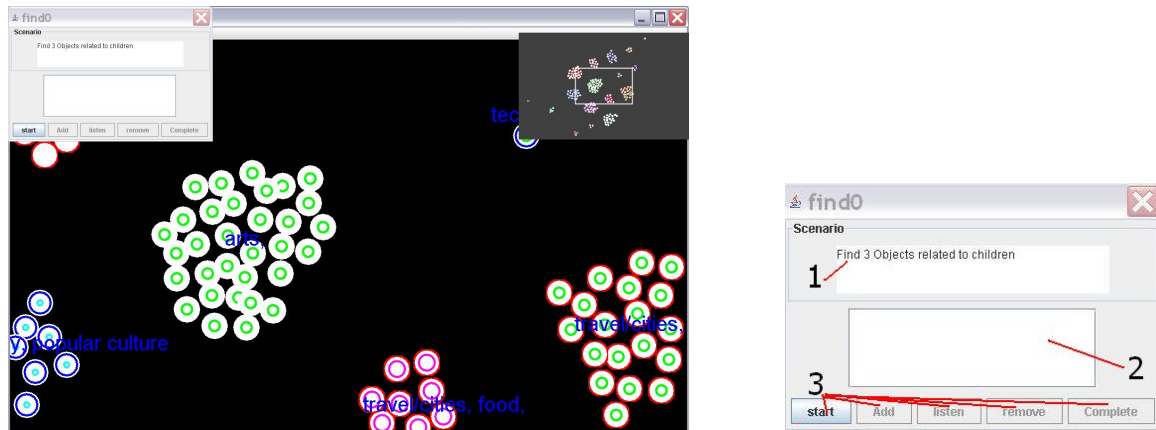 find0
Scenario
Find 3 Objects related to children
start Add listen remove Complete
tec
arts,
travel/cities,
y, popular culture
travel/cities, food,
find0
Scenario
Find 3 Objects related to children
1
2
3
start Add listen remove Complete